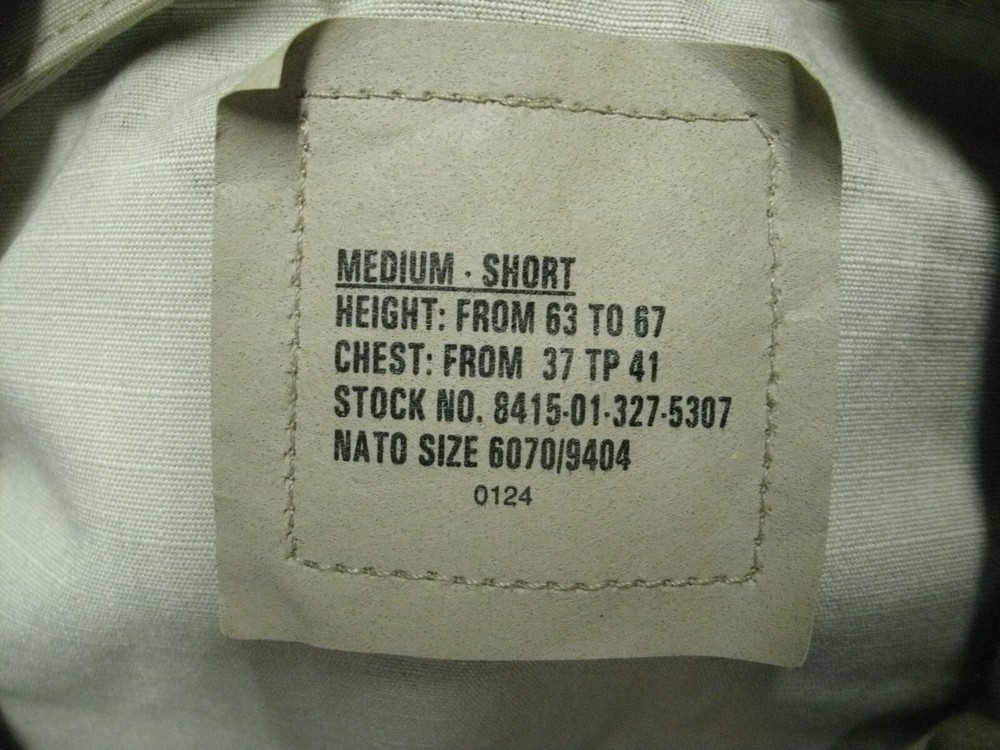 MEDIUM · SHORT
HEIGHT: FROM 63 TO 67
CHEST: FROM 37 TP 41
STOCK NO. 8415-01-327-5307
NATO SIZE 6070/9404
0124